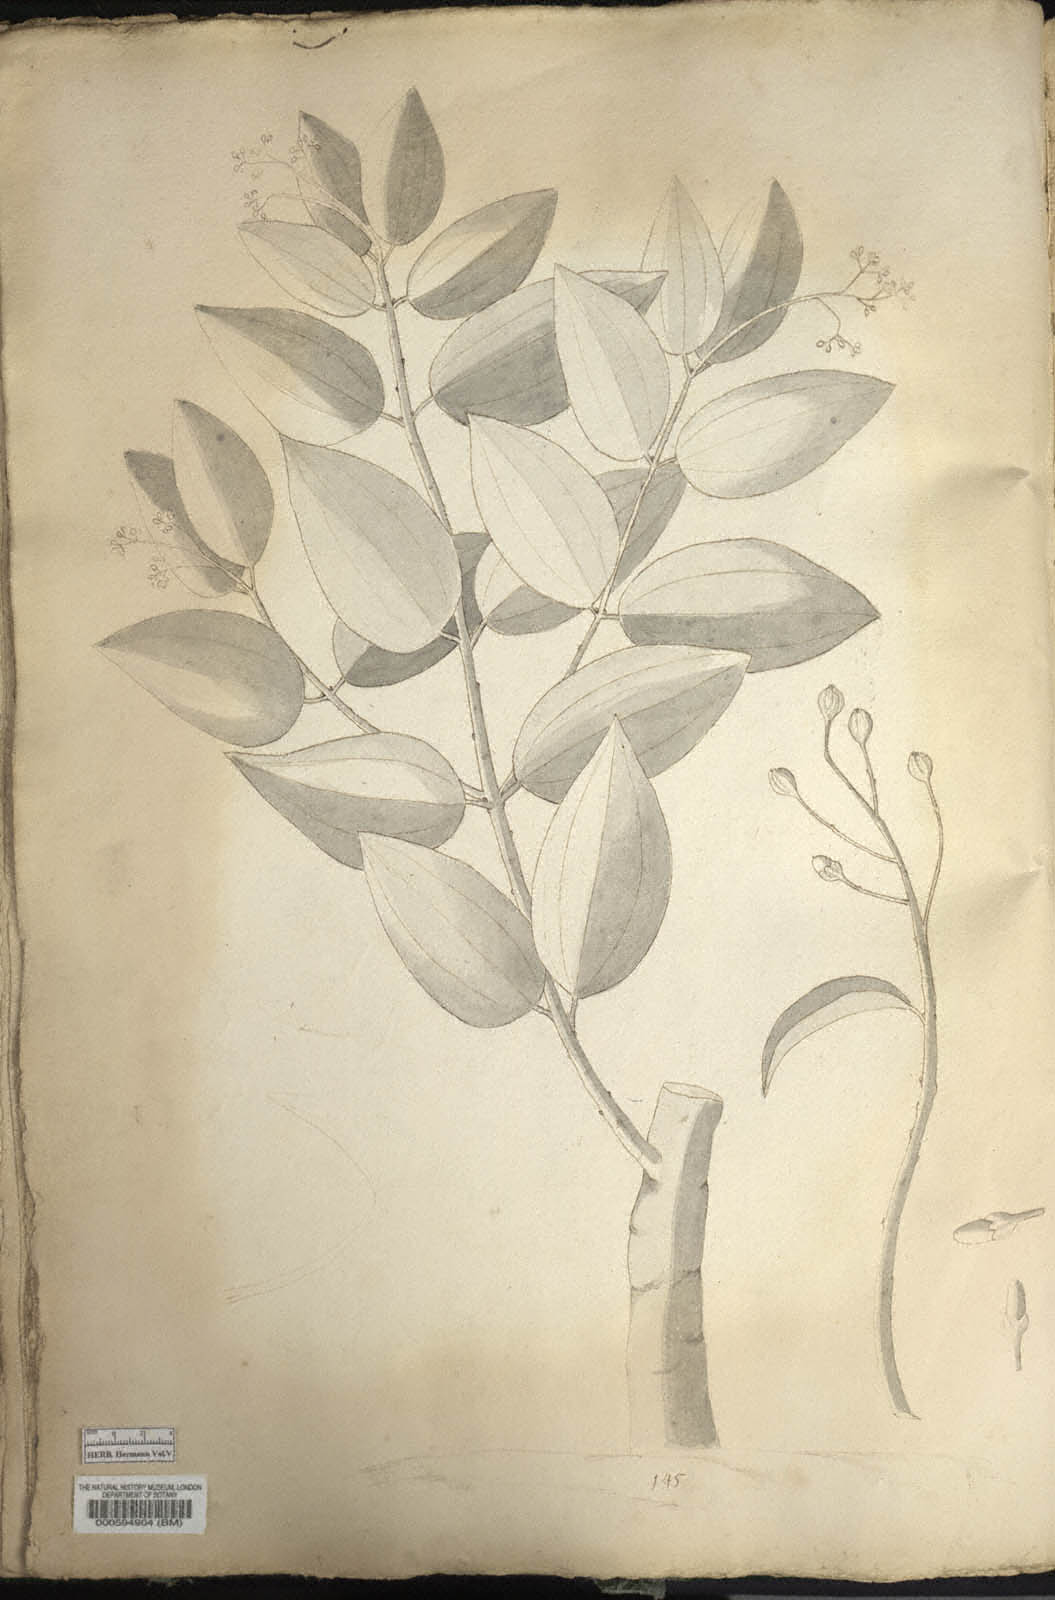 145
HERB. Hermann Vol.V.
THE NATURAL HISTORY MUSEUM, LONDON
DEPARTMENT OF BOTANY
000594904 (BM)